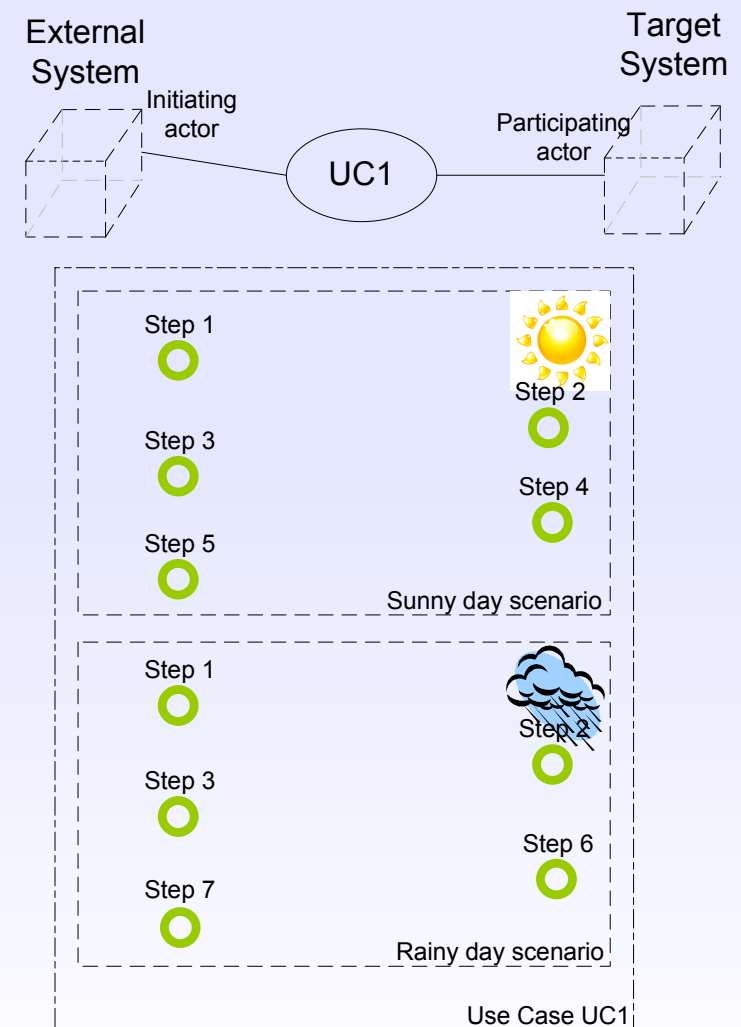 External
System
Target
System
Initiating
actor
Participating
actor
UC1
Step 1
Step 2
Step 3
Step 4
Step 5
Sunny day scenario
Step 1
Step 2
Step 3
Step 6
Step 7
Rainy day scenario
Use Case UC1